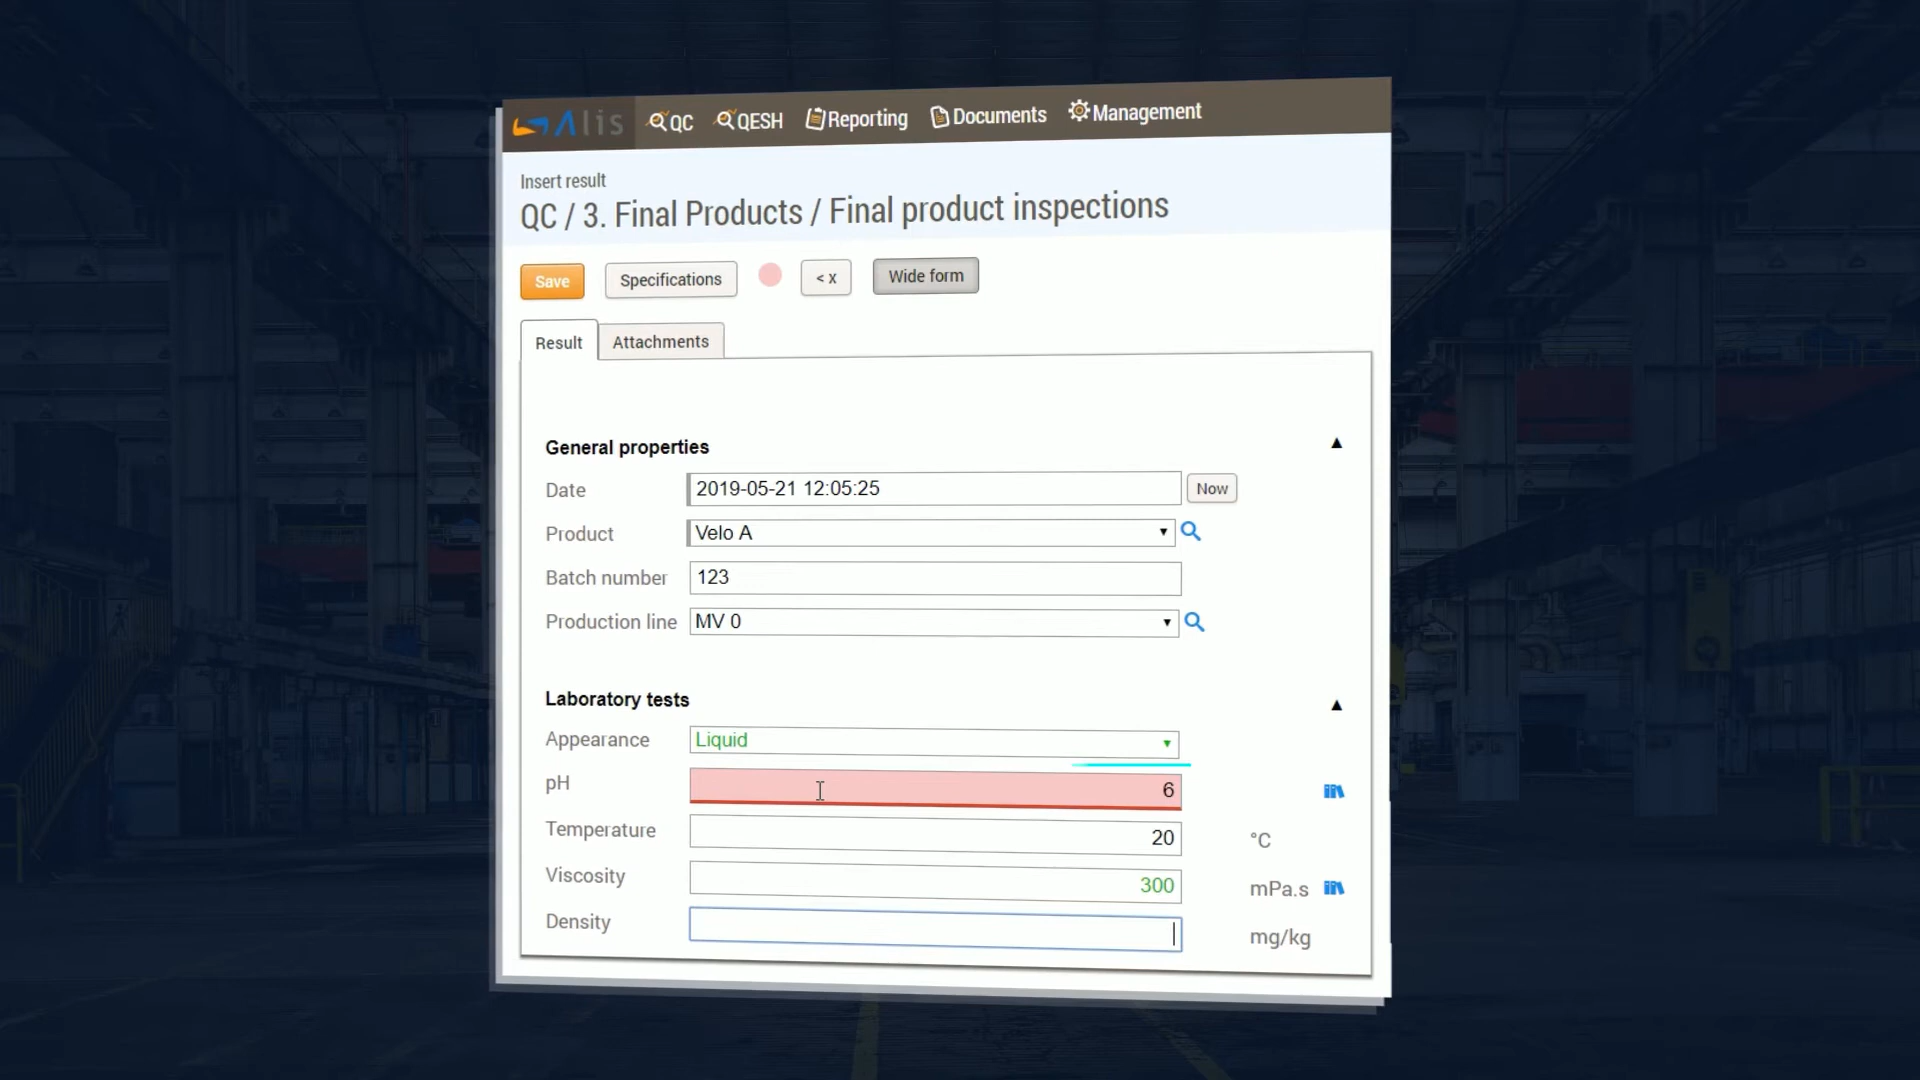 Alis QC QESH Reporting Documents Management
Insert result
QC / 3. Final Products / Final product inspections
Save Specifications < x Wide form
Result Attachments
General properties
Date 2019-05-21 12:05:25 Now
Product Velo A
Batch number 123
Production line MV 0
Laboratory tests
Appearance Liquid
pH 6
Temperature 20 °C
Viscosity 300 mPa.s
Density mg/kg